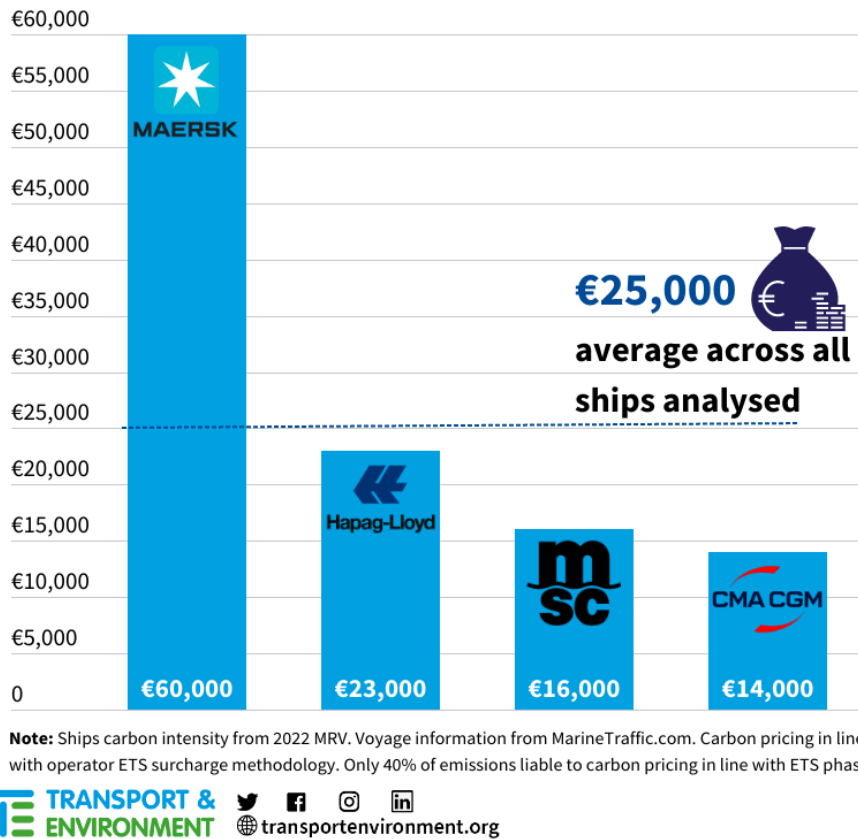 €60,000
€55,000
€50,000
€45,000
€40,000
€35,000
€30,000
€25,000
€20,000
€15,000
€10,000
€5,000
0
MAERSK
Hapag-Lloyd
msc
CMA CGM
€25,000
€
average across all
ships analysed
€60,000
€23,000
€16,000
€14,000
Note: Ships carbon intensity from 2022 MRV. Voyage information from MarineTraffic.com. Carbon pricing in line
with operator ETS surcharge methodology. Only 40% of emissions liable to carbon pricing in line with ETS phas
TE TRANSPORT &
ENVIRONMENT
in
transportenvironment.org